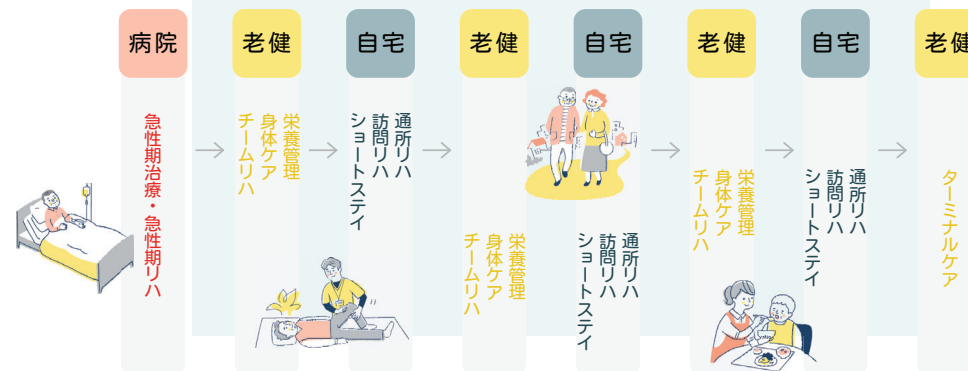 病院
急性期治療・急性期リハ
老健
栄養管理
身体ケア
チームリハ
自宅
通所リハ
訪問リハ
ショートステイ
老健
栄養管理
身体ケア
チームリハ
自宅
通所リハ
訪問リハ
ショートステイ
老健
栄養管理
身体ケア
チームリハ
自宅
通所リハ
訪問リハ
ショートステイ
老健
ターミナルケア